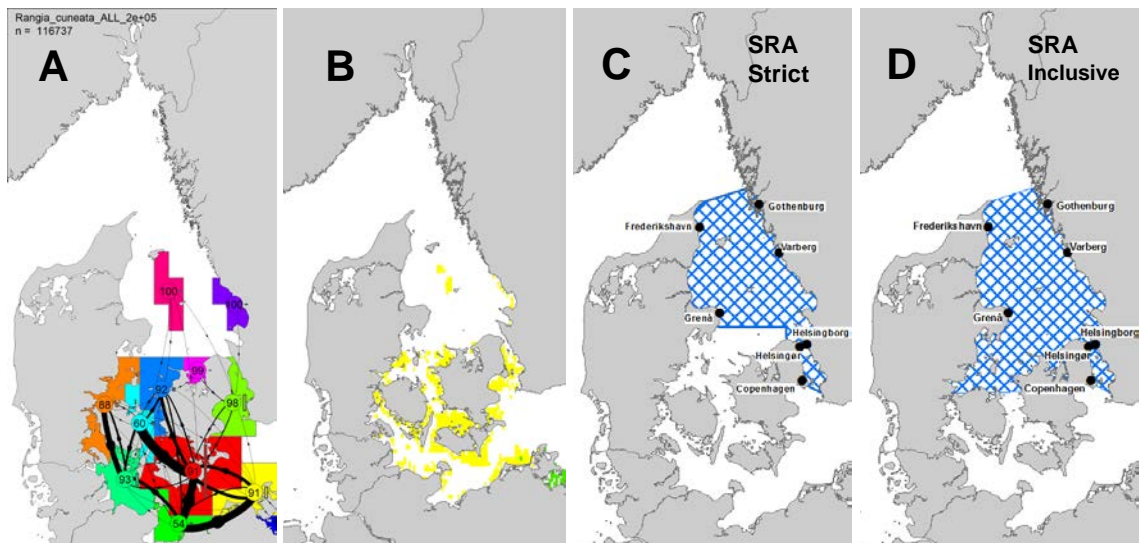 Rangia_cuneata_ALL_2e+05
n = 116737
A
100
100
99
92
98
88
60
93
91
54
B
C
SRA
Strict
Gothenburg
Frederikshavn
Varberg
Grenå
Helsingborg
Helsingør
Copenhagen
D
SRA
Inclusive
Gothenburg
Frederikshavn
Varberg
Grenå
Helsingborg
Helsingør
Copenhagen